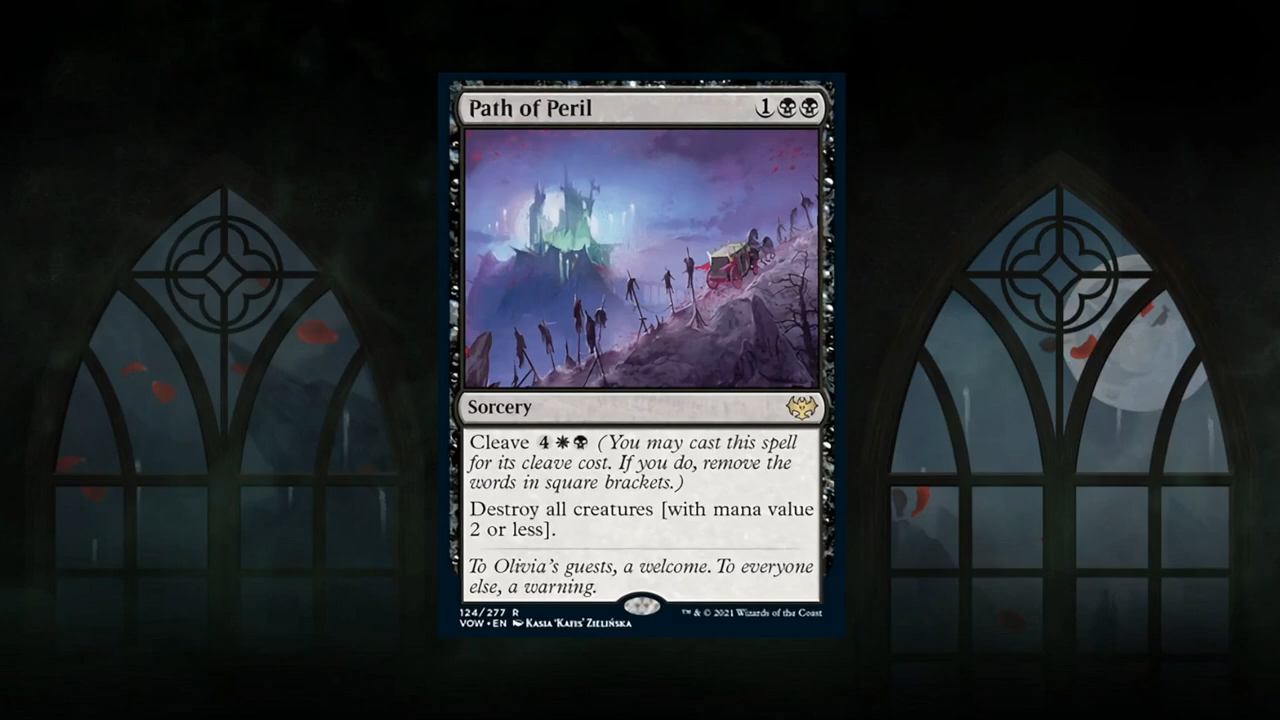 Path of Peril 1
Sorcery
Cleave 4 (You may cast this spell
for its cleave cost. If you do, remove the
words in square brackets.)
Destroy all creatures [with mana value
2 or less].
To Olivia's guests, a welcome. To everyone
else, a warning.
124/277 R ™ & © 2021 Wizards of the Coast
VOW • EN Kasia 'Kafis' Zielińska